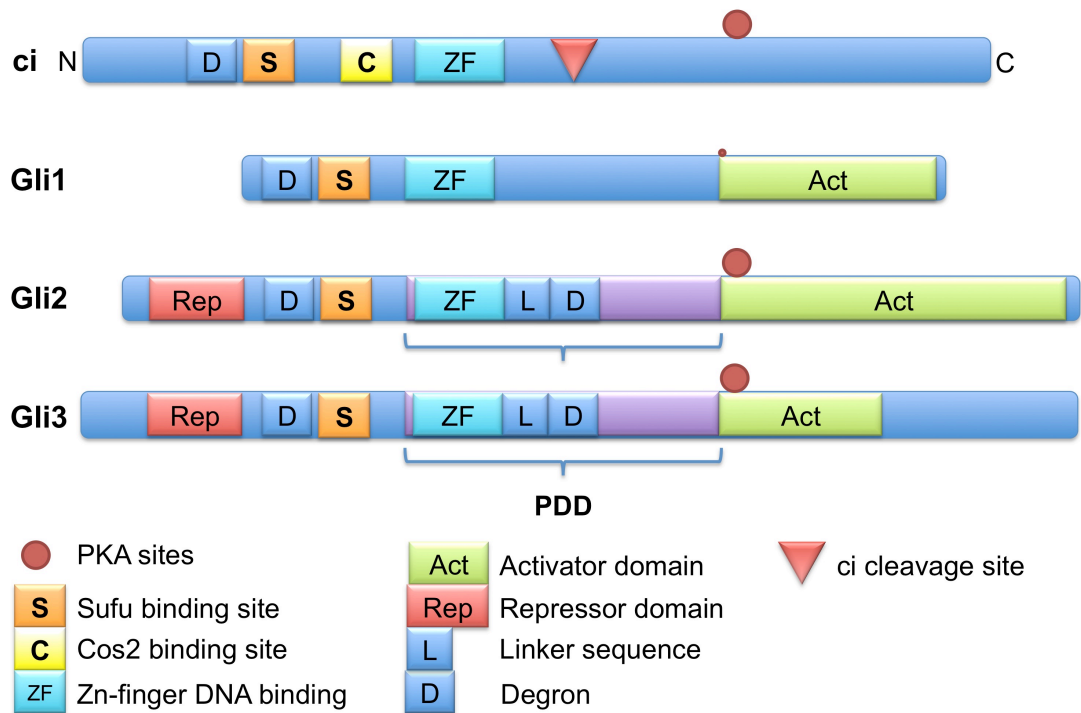 ci N D S C ZF C
Gli1 D S ZF Act
Gli2 Rep D S ZF L D Act
Gli3 Rep D S ZF L D Act
PDD
PKA sites
S Sufu binding site
C Cos2 binding site
ZF Zn-finger DNA binding
Act Activator domain
Rep Repressor domain
L Linker sequence
D Degron
ci cleavage site